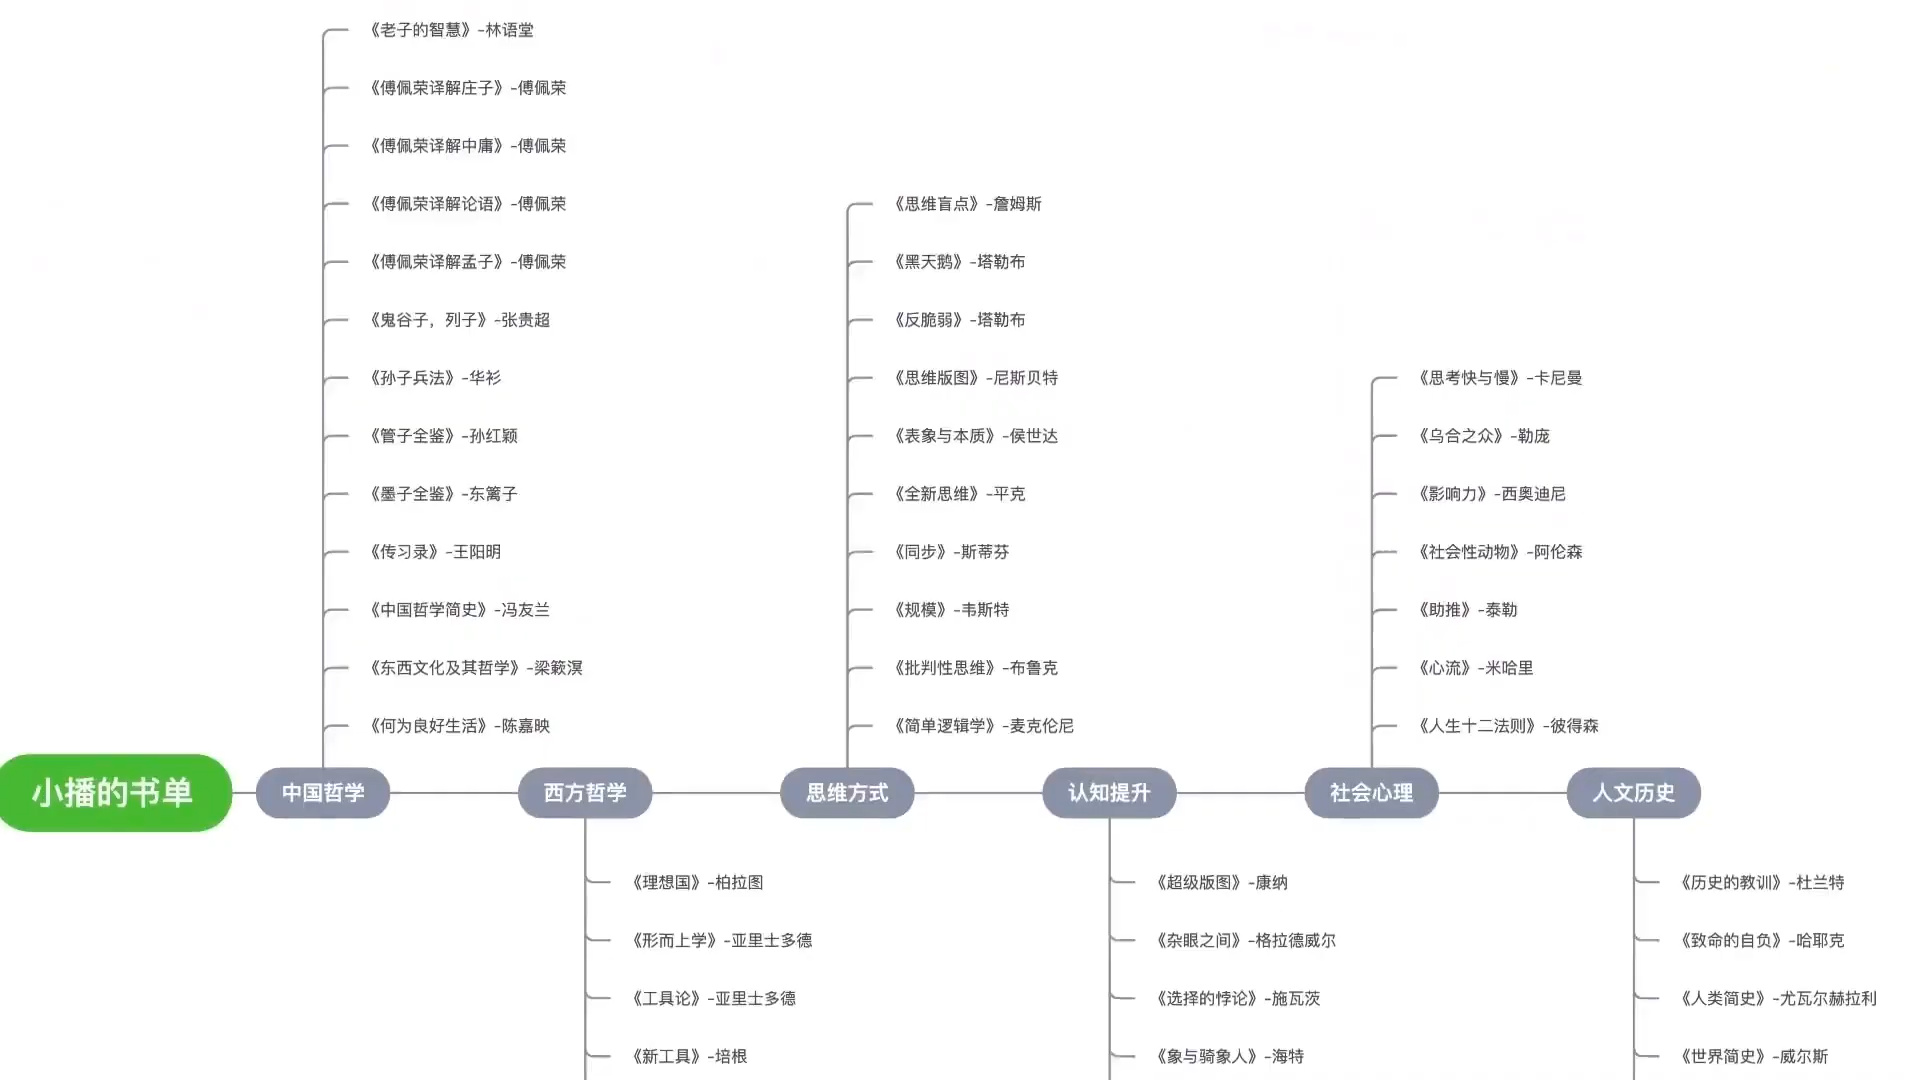 《老子的智慧》-林语堂
《傅佩荣译解庄子》-傅佩荣
《傅佩荣译解中庸》-傅佩荣
《傅佩荣译解论语》-傅佩荣
《傅佩荣译解孟子》-傅佩荣
《鬼谷子，列子》-张贵超
《孙子兵法》-华衫
《管子全鉴》-孙红颖
《墨子全鉴》-东篱子
《传习录》-王阳明
《中国哲学简史》-冯友兰
《东西文化及其哲学》-梁簌溟
《何为良好生活》-陈嘉映
《思维盲点》-詹姆斯
《黑天鹅》-塔勒布
《反脆弱》-塔勒布
《思维版图》-尼斯贝特
《表象与本质》-侯世达
《全新思维》-平克
《同步》-斯蒂芬
《规模》-韦斯特
《批判性思维》-布鲁克
《简单逻辑学》-麦克伦尼
《思考快与慢》-卡尼曼
《乌合之众》-勒庞
《影响力》-西奥迪尼
《社会性动物》-阿伦森
《助推》-泰勒
《心流》-米哈里
《人生十二法则》-彼得森
小播的书单
中国哲学
西方哲学
思维方式
认知提升
社会心理
人文历史
《理想国》-柏拉图
《形而上学》-亚里士多德
《工具论》-亚里士多德
《新工具》-培根
《超级版图》-康纳
《杂眼之间》-格拉德威尔
《选择的悖论》-施瓦茨
《象与骑象人》-海特
《历史的教训》-杜兰特
《致命的自负》-哈耶克
《人类简史》-尤瓦尔赫拉利
《世界简史》-威尔斯